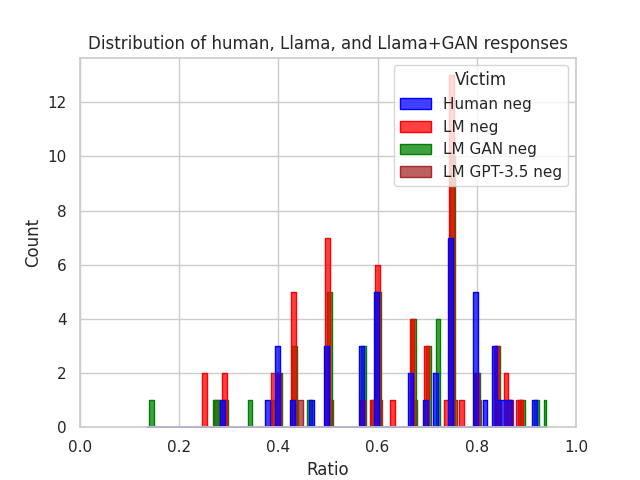 Distribution of human, Llama, and Llama+GAN responses
Victim
Human neg
LM neg
LM GAN neg
LM GPT-3.5 neg
Count
12
10
8
6
4
2
0
0.0 0.2 0.4 0.6 0.8 1.0
Ratio